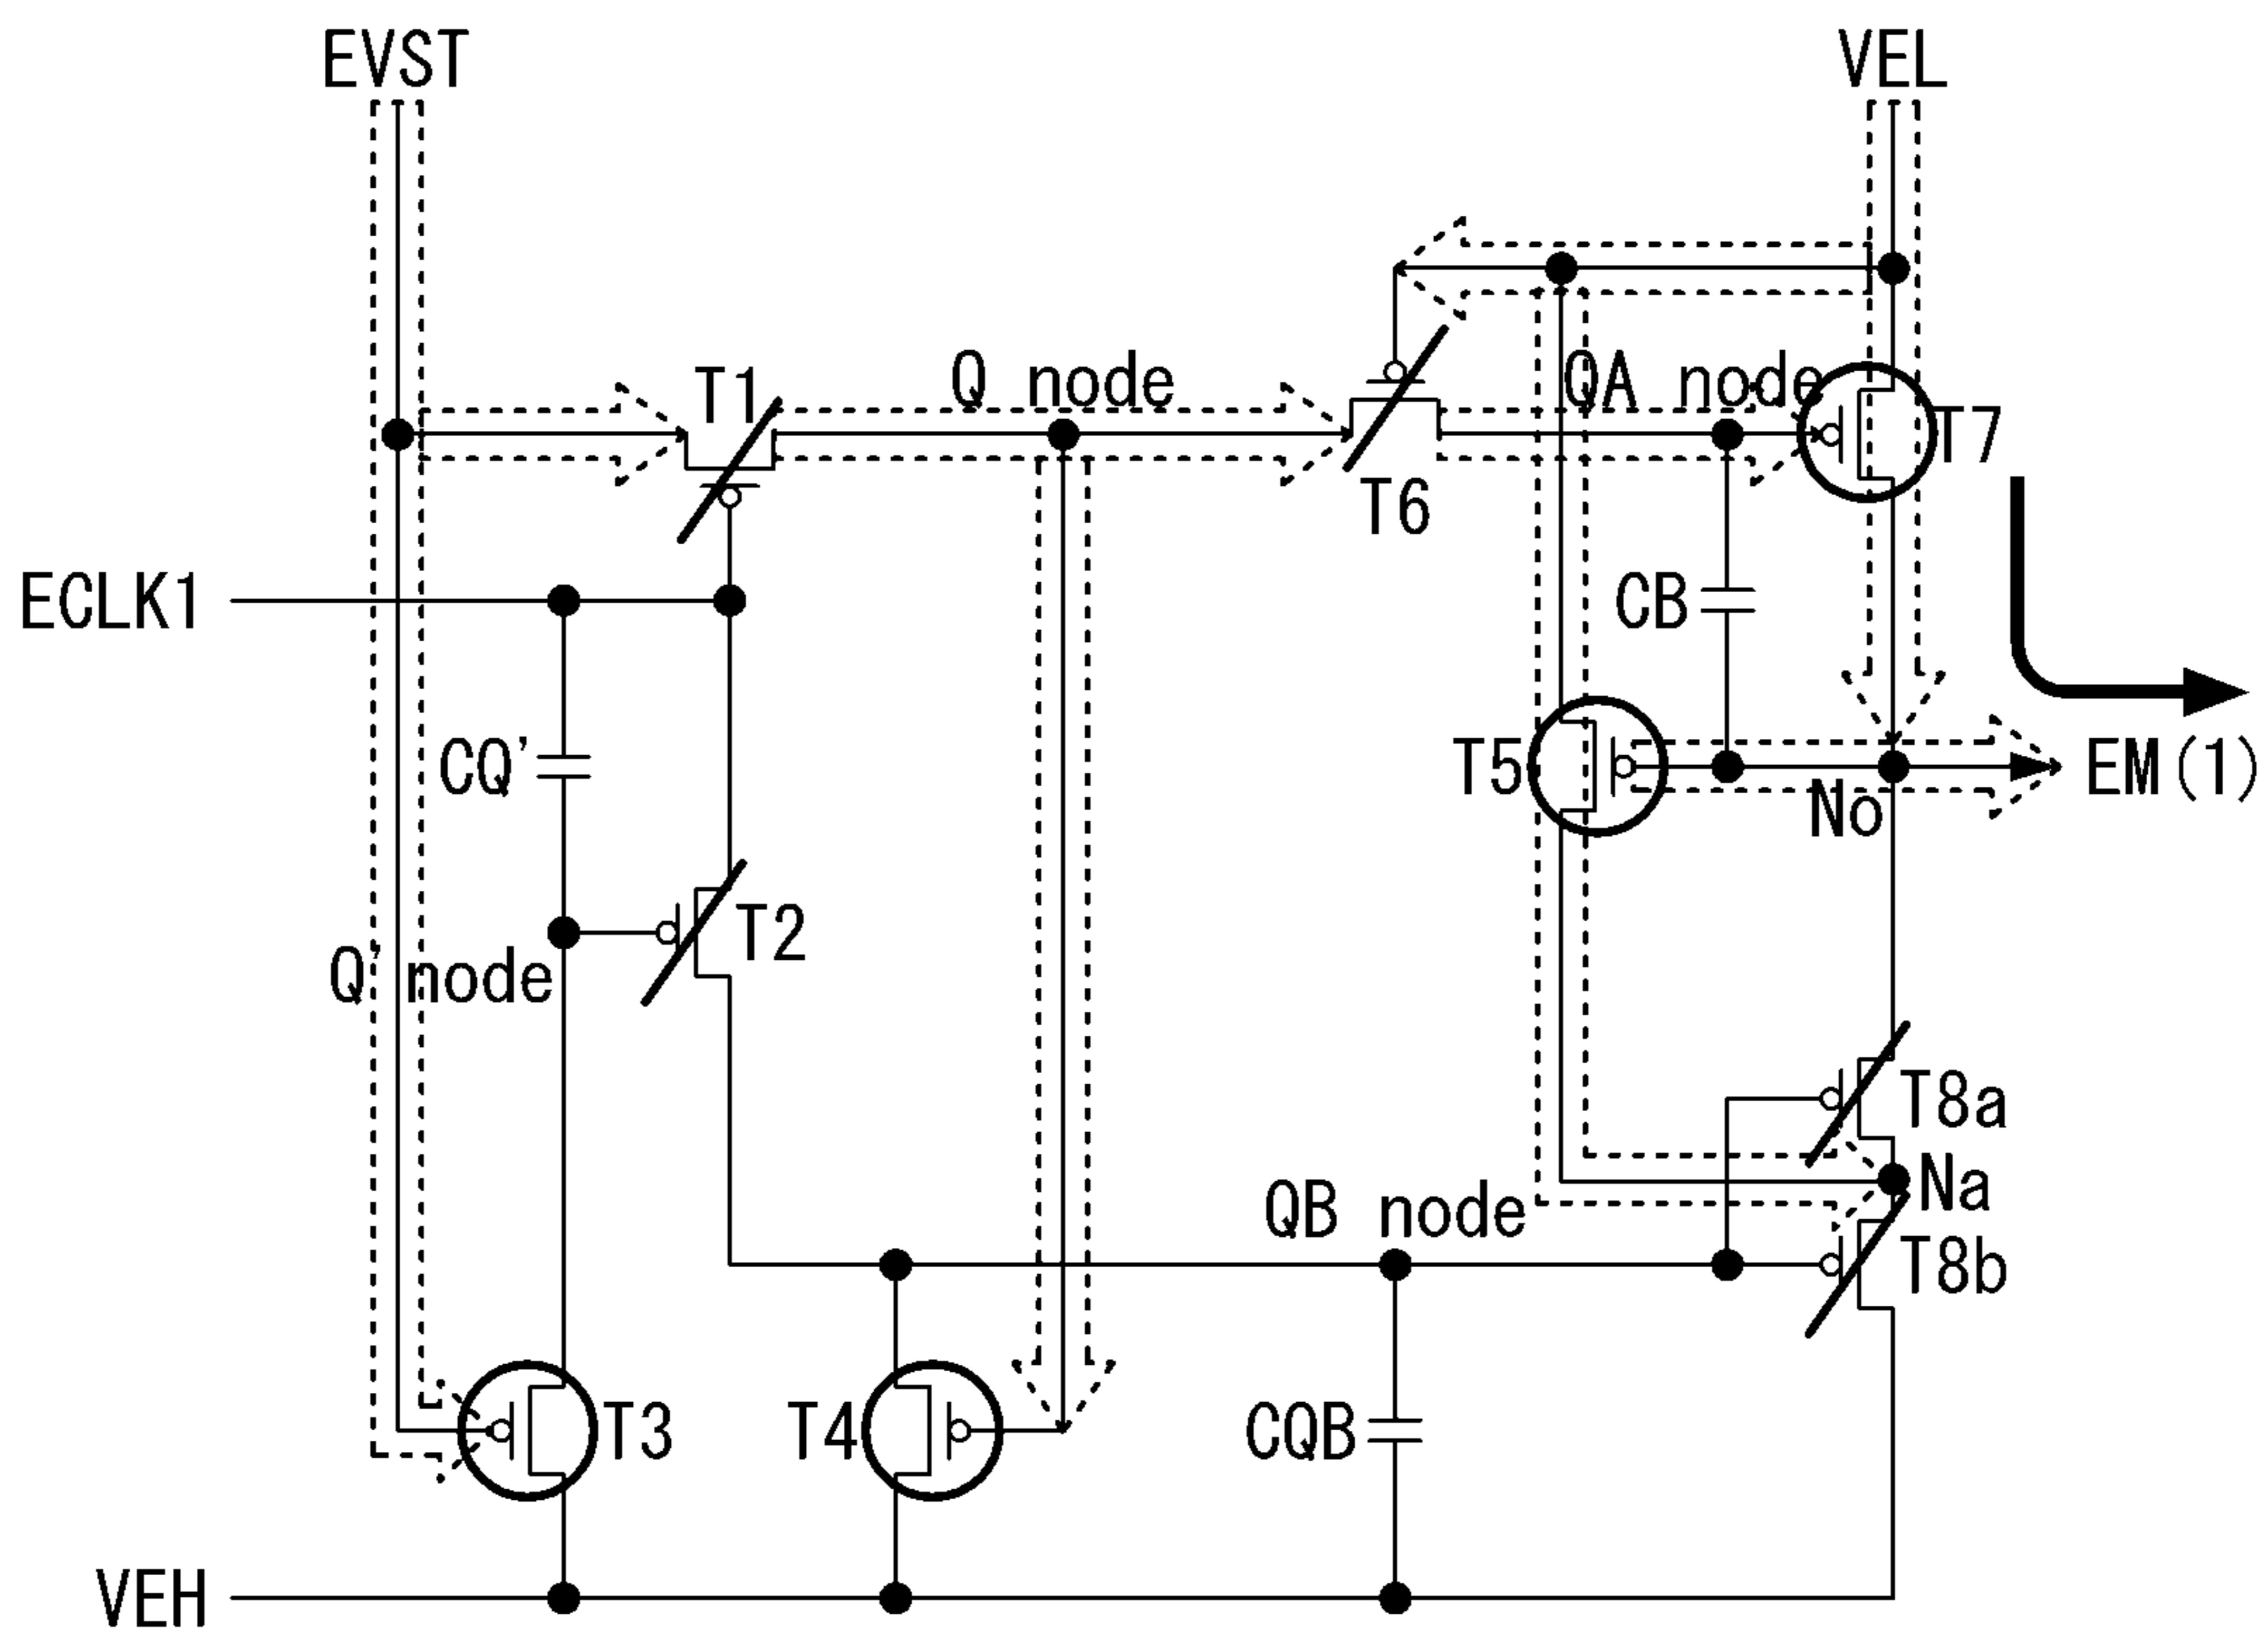 EVST
VEL
T1
Q node
QA node
T7
T6
ECLK1
CB
CQ'
T5
EM(1)
No
T2
Q' node
T8a
Na
QB node
T8b
T3
T4
CQB
VEH